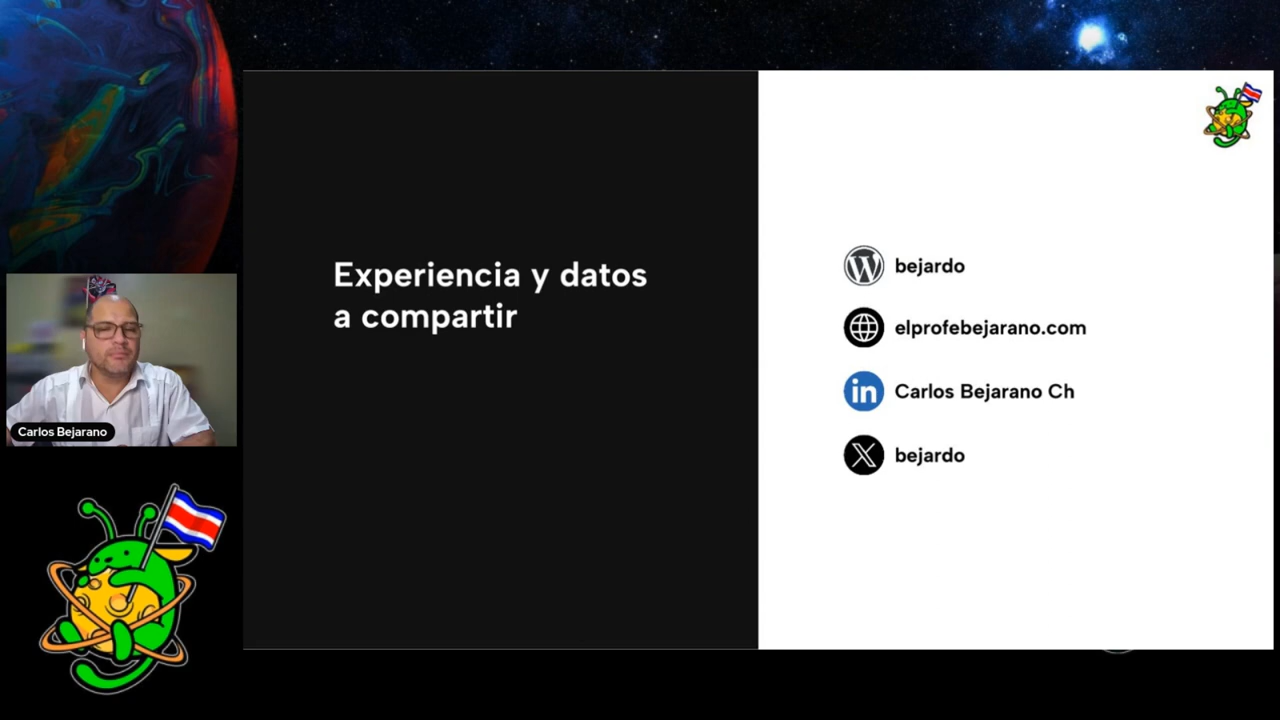 Experiencia y datos
a compartir
bejardo
elprofebejarano.com
Carlos Bejarano Ch
bejardo
Carlos Bejarano